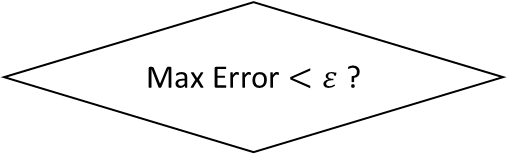 Max Error < 𝜀 ?